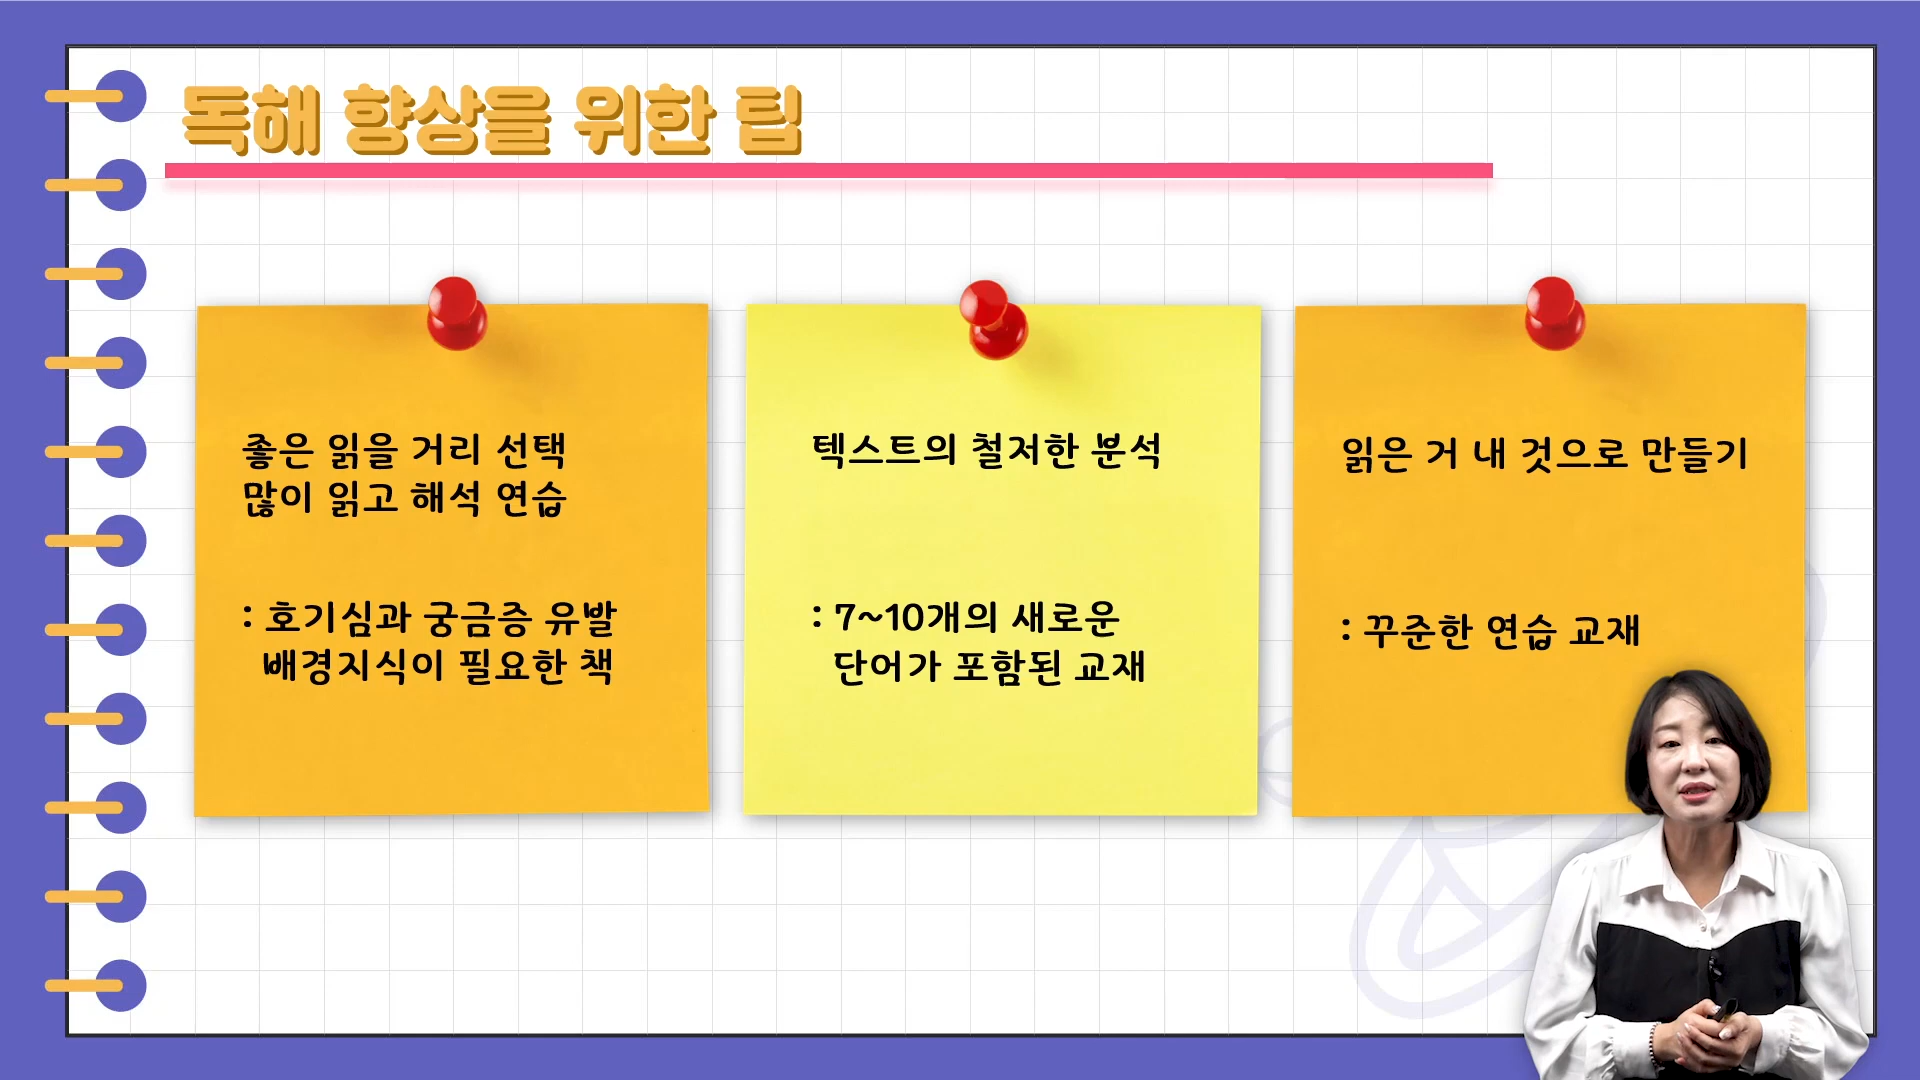 독해 향상을 위한 팁
좋은 읽을 거리 선택
많이 읽고 해석 연습
: 호기심과 궁금증 유발
배경지식이 필요한 책
텍스트의 철저한 분석
: 7~10개의 새로운
단어가 포함된 교재
읽은 거 내 것으로 만들기
: 꾸준한 연습 교재